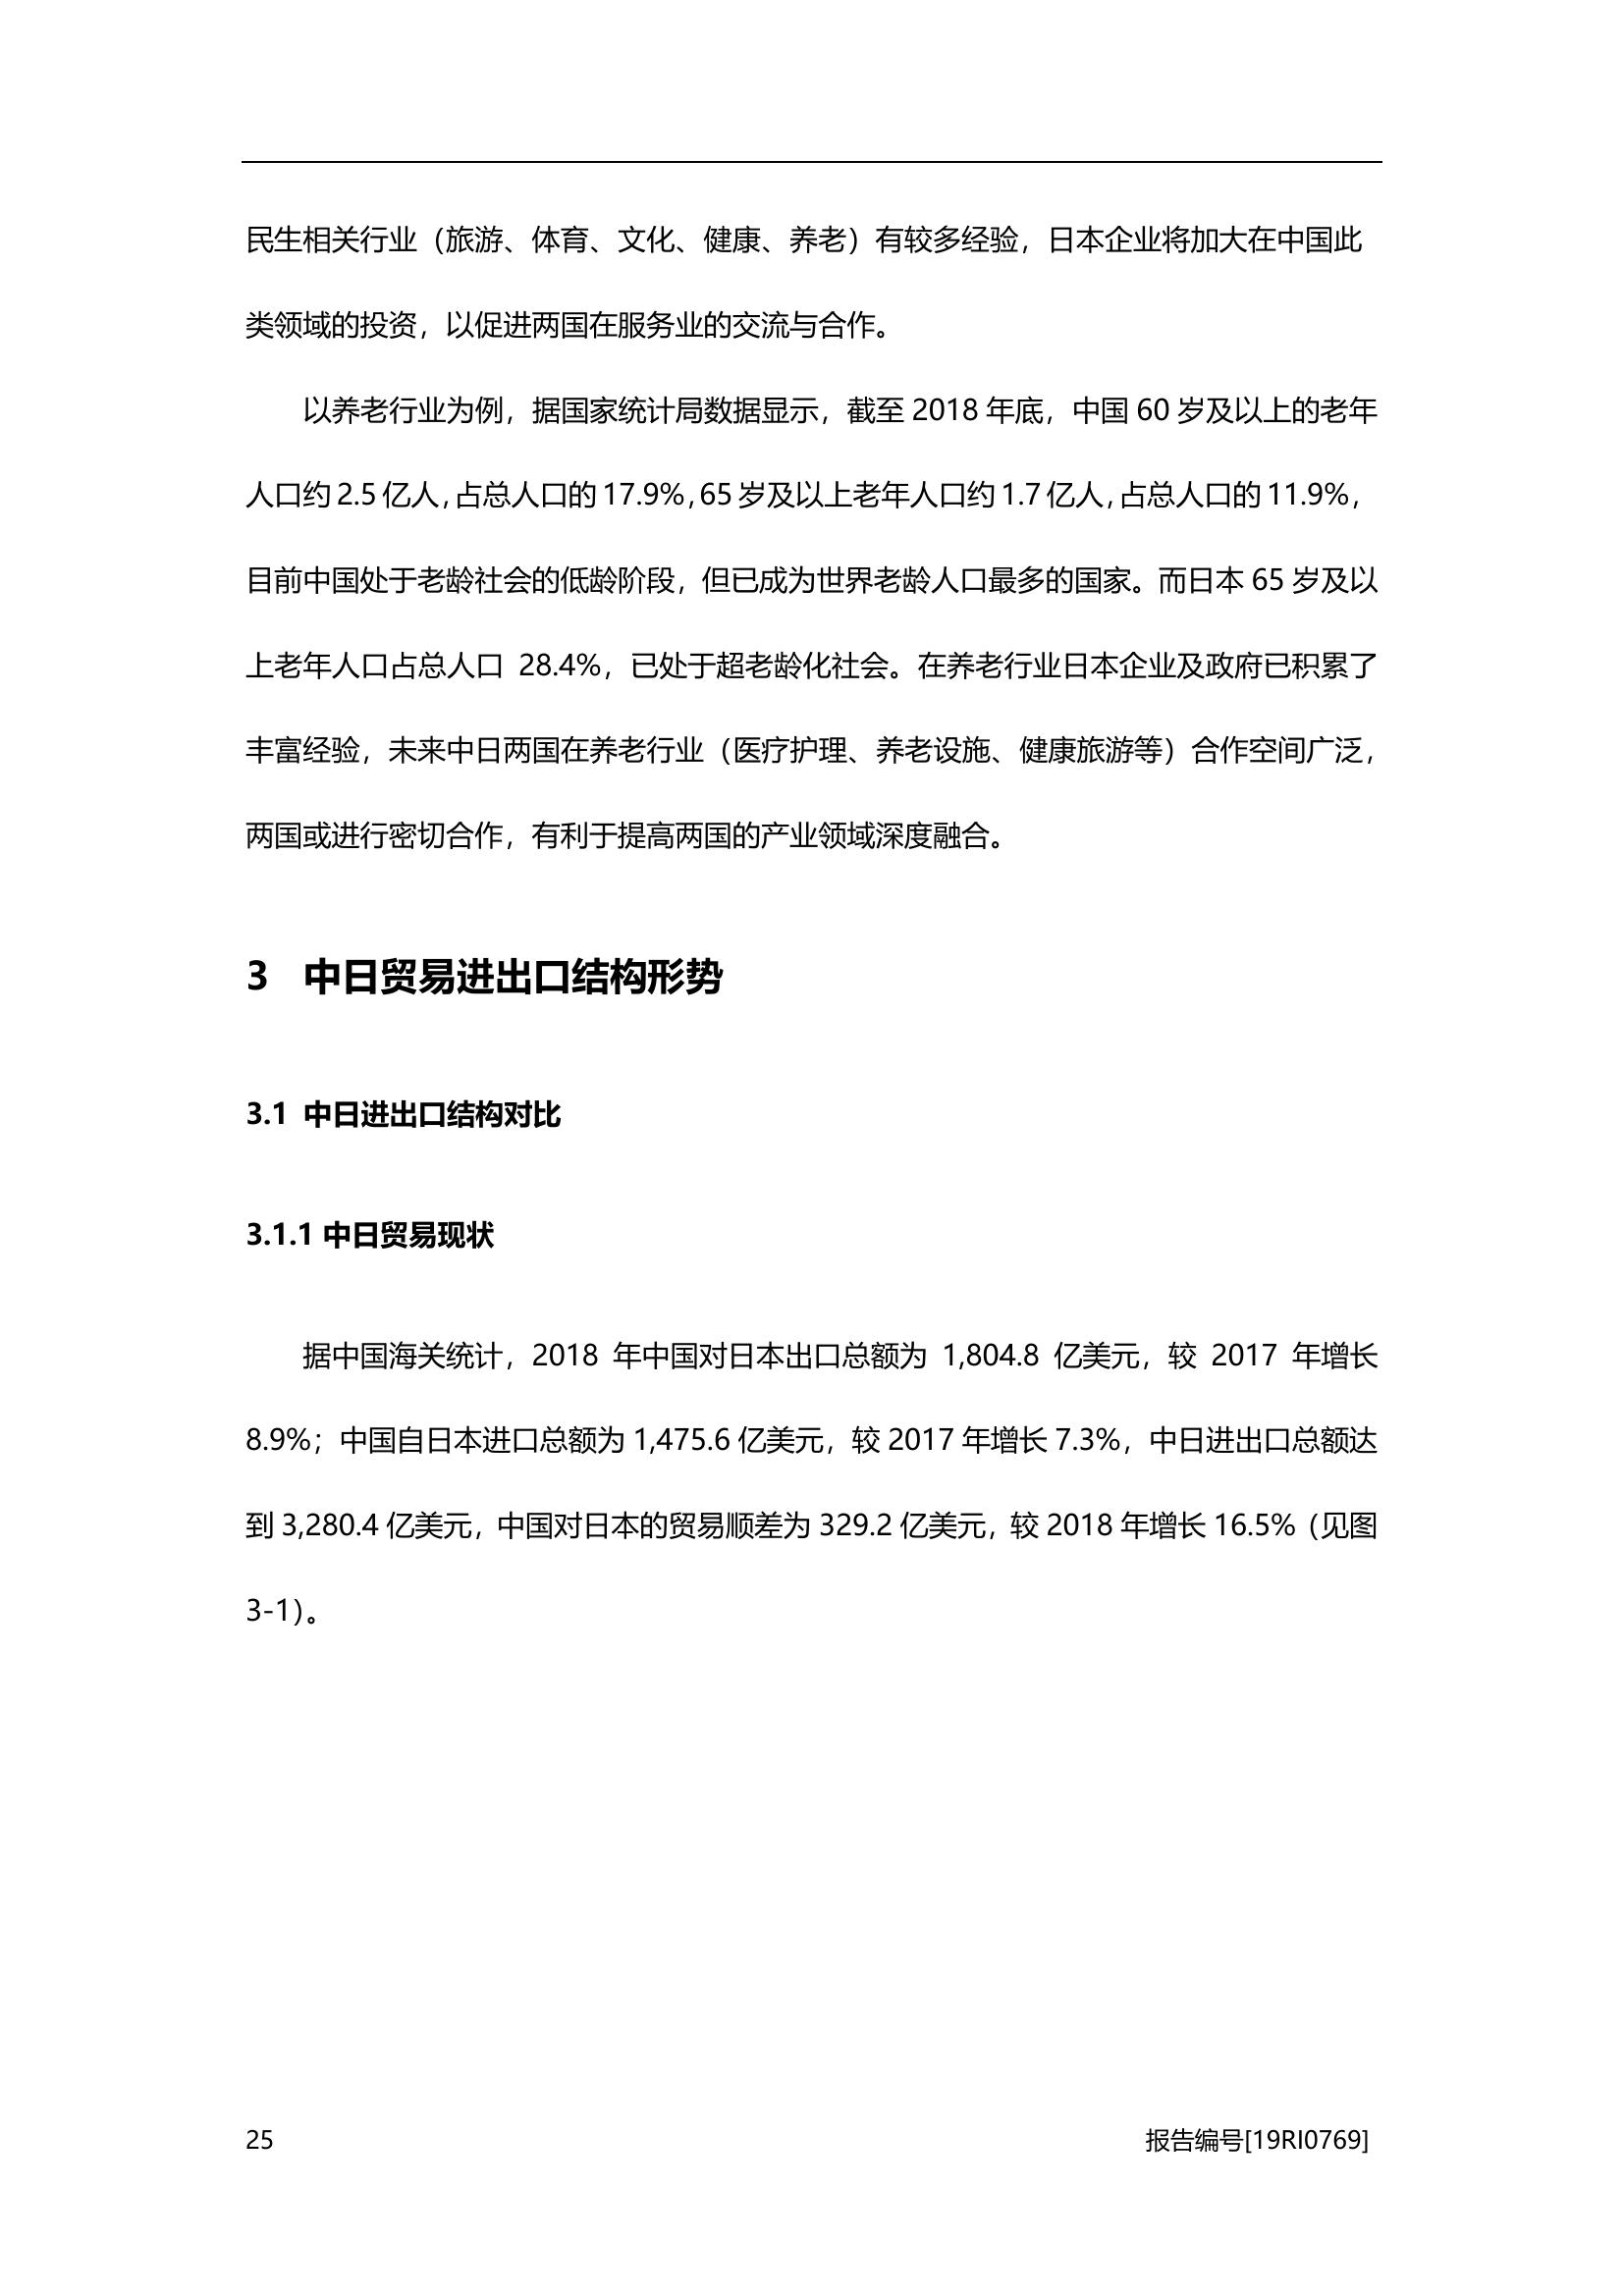 民生相关行业（旅游、体育、文化、健康、养老）有较多经验，日本企业将加大在中国此
类领域的投资，以促进两国在服务业的交流与合作。
以养老行业为例，据国家统计局数据显示，截至 2018 年底，中国 60 岁及以上的老年
人口约 2.5 亿人，占总人口的 17.9%，65 岁及以上老年人口约 1.7 亿人，占总人口的 11.9%，
目前中国处于老龄社会的低龄阶段，但已成为世界老龄人口最多的国家。而日本 65 岁及以
上老年人口占总人口 28.4%，已处于超老龄化社会。在养老行业日本企业及政府已积累了
丰富经验，未来中日两国在养老行业（医疗护理、养老设施、健康旅游等）合作空间广泛，
两国或进行密切合作，有利于提高两国的产业领域深度融合。
3 中日贸易进出口结构形势
3.1 中日进出口结构对比
3.1.1 中日贸易现状
据中国海关统计，2018 年中国对日本出口总额为 1,804.8 亿美元，较 2017 年增长
8.9%；中国自日本进口总额为 1,475.6 亿美元，较 2017 年增长 7.3%，中日进出口总额达
到 3,280.4 亿美元，中国对日本的贸易顺差为 329.2 亿美元，较 2018 年增长 16.5%（见图
3-1）。
25 报告编号[19RI0769]